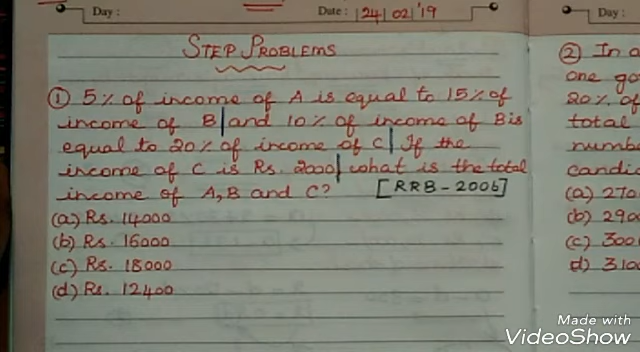 Day :
Date : 24 | 02 | '19
Day :
STEP PROBLEMS
① 5% of income of A is equal to 15% of
income of B | and 10% of income of B is
equal to 20% of income of C | If the
income of C is Rs. 2000 | what is the total
income of A, B and C? [RRB - 2006]
(a) Rs. 14000
(b) Rs. 16000
(c) Rs. 18000
(d) Rs. 12400
② In a
one go
20% of
total
numbe
candid
(a) 270
(b) 290
(c) 300
d) 310
Made with
VideoShow